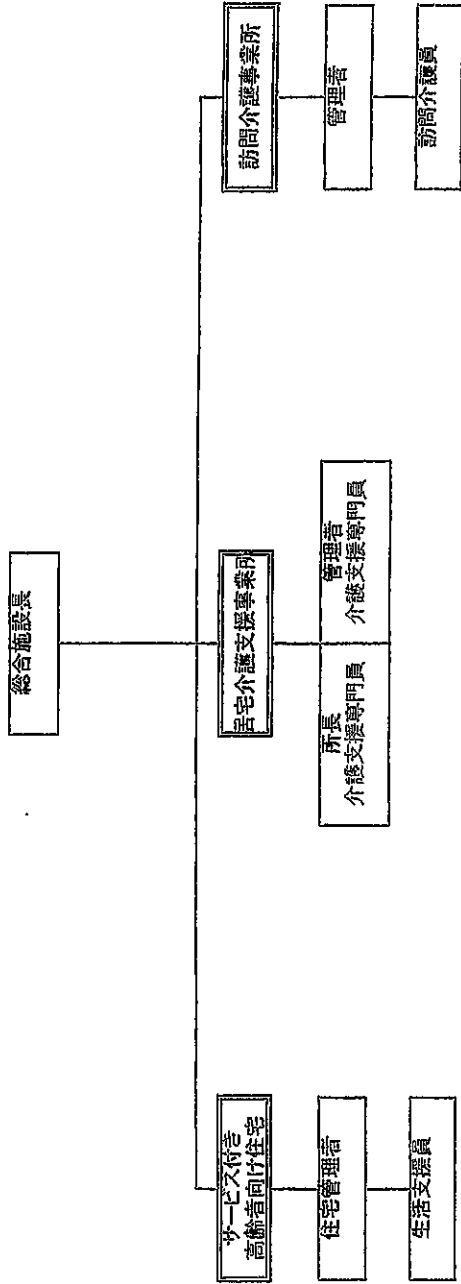 総合施設長
サービス付き
高齢者向け住宅
住宅管理者
生活支援員
居宅介護支援事業所
所長
介護支援専門員
管理者
介護支援専門員
訪問介護事業所
管理者
訪問介護員